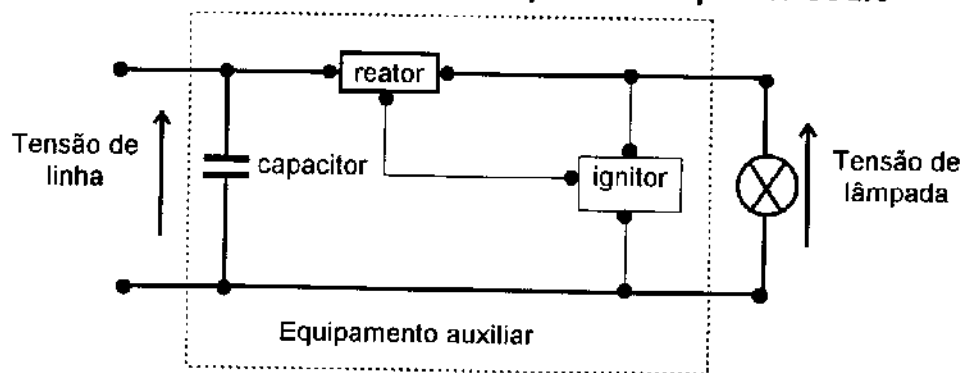 reator
Tensão de
linha
capacitor
ignitor
Tensão de
lâmpada
Equipamento auxiliar